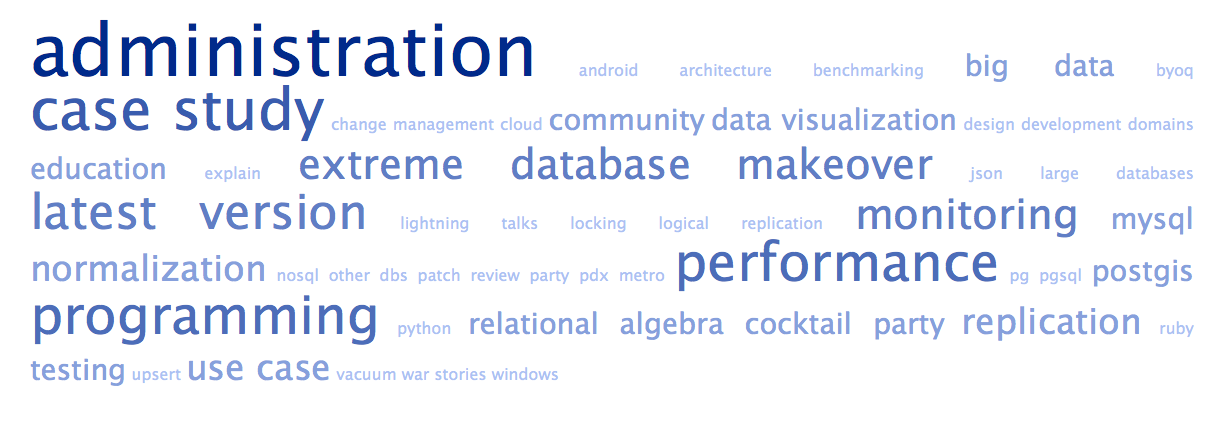 administration android architecture benchmarking big data byoq
case study change management cloud community data visualization design development domains
education explain extreme database makeover json large databases
latest version lightning talks locking logical replication monitoring mysql
normalization nosql other dbs patch review party pdx metro performance pg pgsql postgis
programming python relational algebra cocktail party replication ruby
testing upsert use case vacuum war stories windows